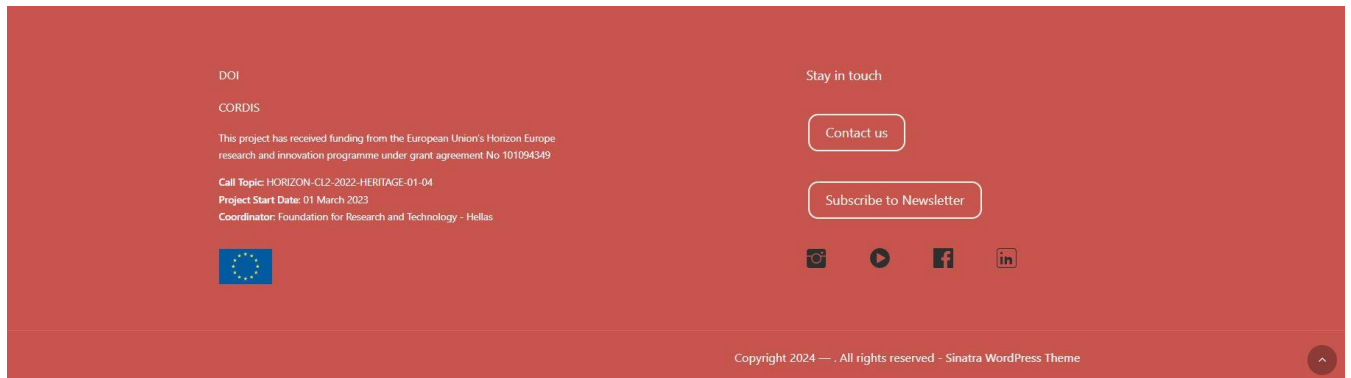 DOI
CORDIS
This project has received funding from the European Union's Horizon Europe
research and innovation programme under grant agreement No 101094349
Call Topic: HORIZON-CL2-2022-HERITAGE-01-04
Project Start Date: 01 March 2023
Coordinator: Foundation for Research and Technology - Hellas
Stay in touch
Contact us
Subscribe to Newsletter
in
Copyright 2024 — . All rights reserved - Sinatra WordPress Theme